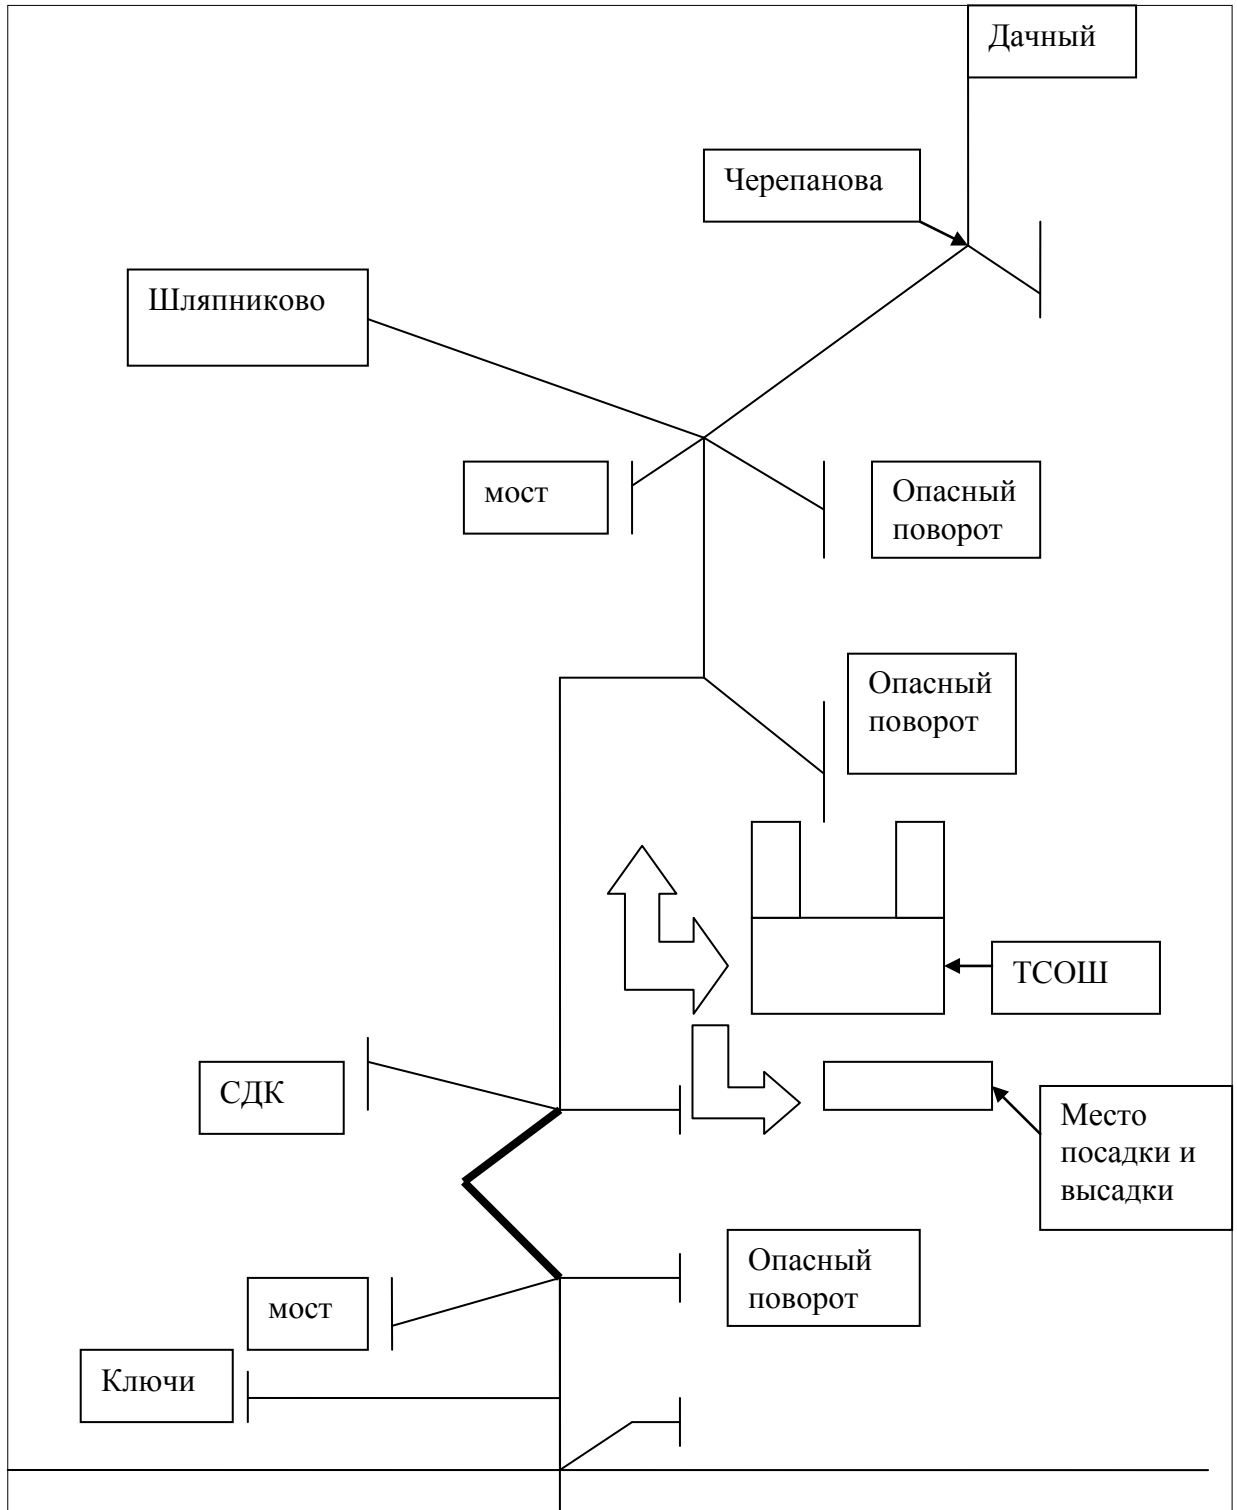 Дачный
Черепанова
Шляпниково
мост
Опасный
поворот
Опасный
поворот
ТСОШ
СДК
Место
посадки и
высадки
Опасный
поворот
мост
Ключи